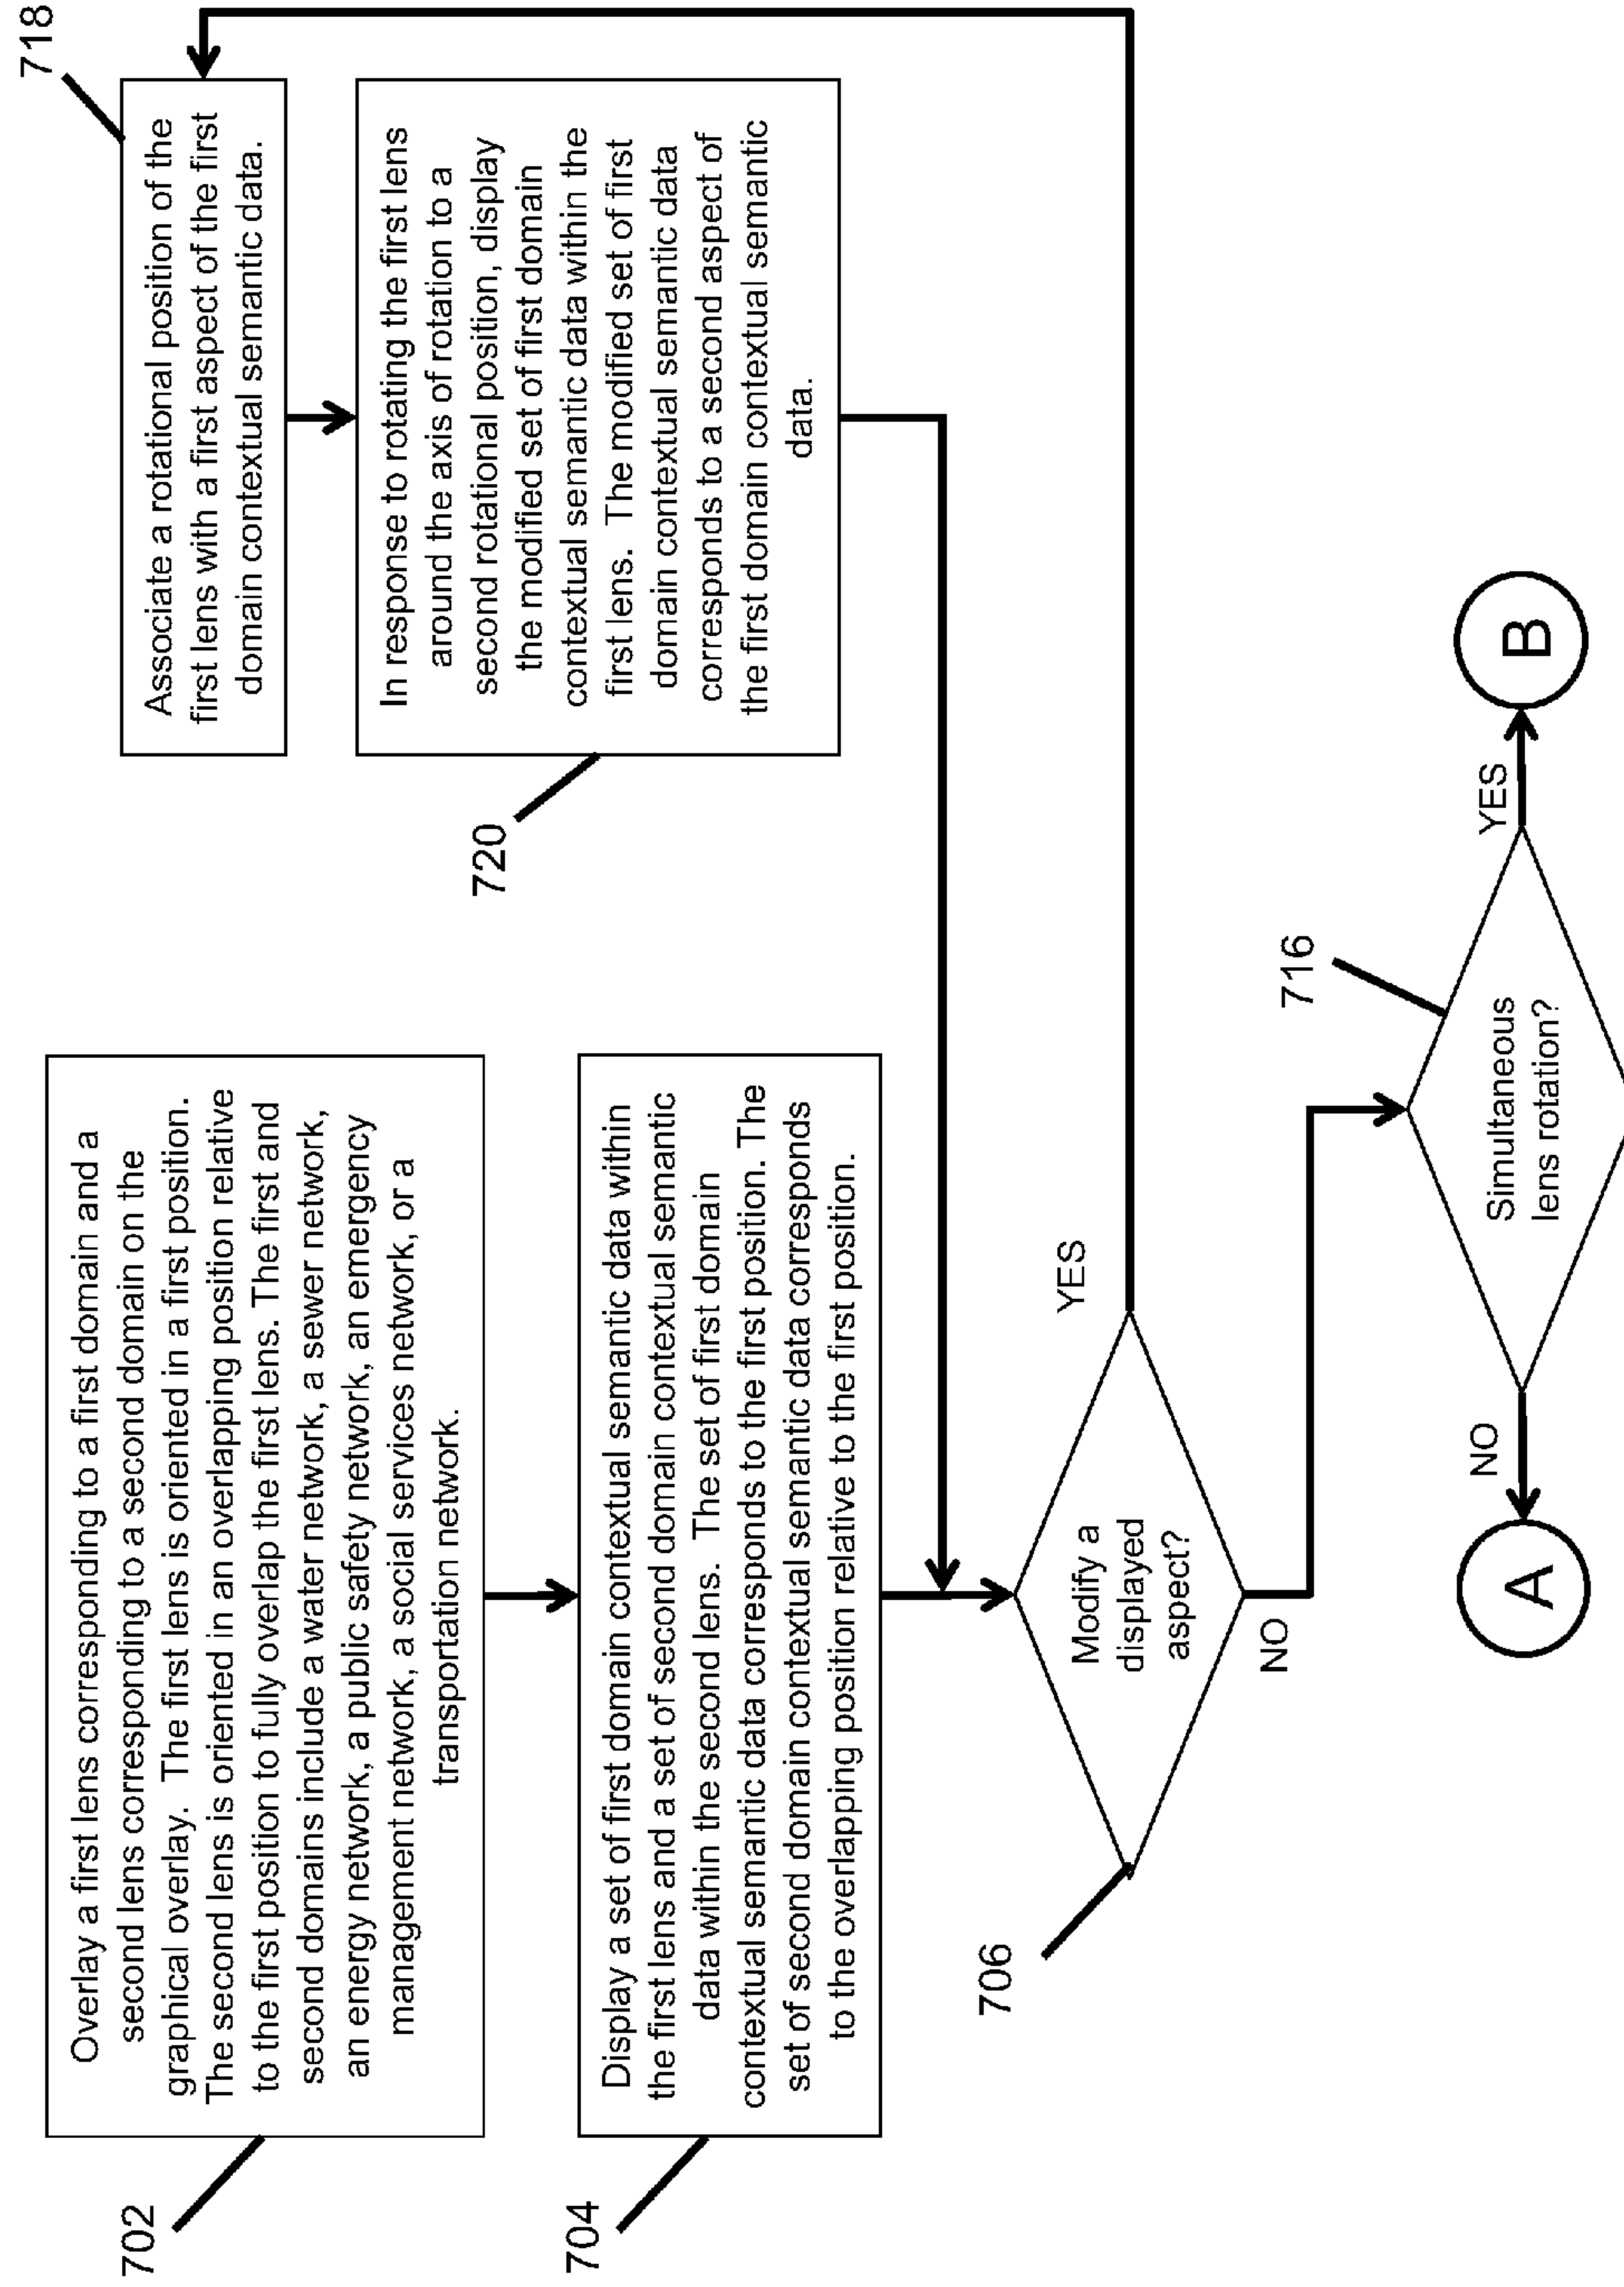 702
Overlay a first lens corresponding to a first domain and a
second lens corresponding to a second domain on the
graphical overlay. The first lens is oriented in a first position.
The second lens is oriented in an overlapping position relative
to the first position to fully overlap the first lens. The first and
second domains include a water network, a sewer network,
an energy network, a public safety network, an emergency
management network, a social services network, or a
transportation network.
704
Display a set of first domain contextual semantic data within
the first lens and a set of second domain contextual semantic
data within the second lens. The set of first domain
contextual semantic data corresponds to the first position. The
set of second domain contextual semantic data corresponds
to the overlapping position relative to the first position.
706
Modify a
displayed
aspect?
YES
NO
718
Associate a rotational position of the
first lens with a first aspect of the first
domain contextual semantic data.
720
In response to rotating the first lens
around the axis of rotation to a
second rotational position, display
the modified set of first domain
contextual semantic data within the
first lens. The modified set of first
domain contextual semantic data
corresponds to a second aspect of
the first domain contextual semantic
data.
716
Simultaneous
lens rotation?
NO
YES
A
B